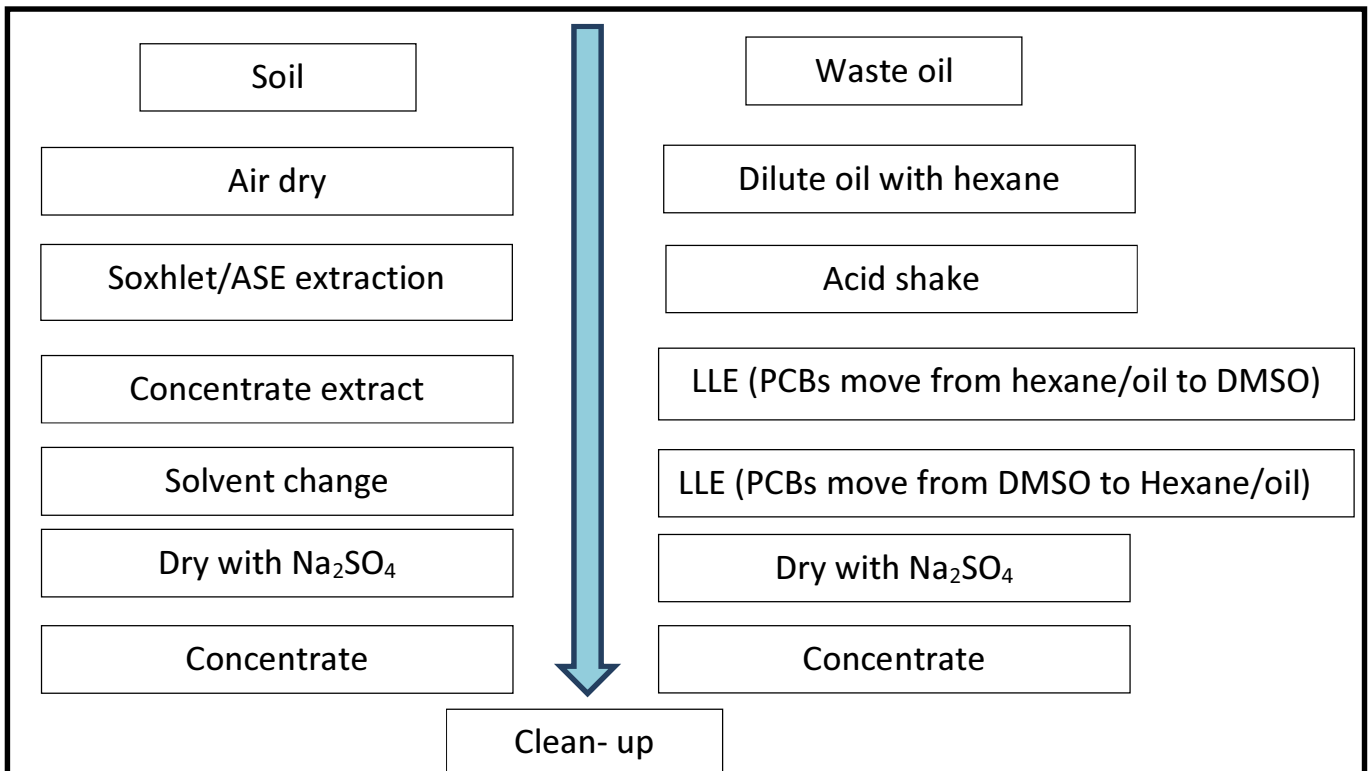 Soil
Waste oil
Air dry
Dilute oil with hexane
Soxhlet/ASE extraction
Acid shake
Concentrate extract
LLE (PCBs move from hexane/oil to DMSO)
Solvent change
LLE (PCBs move from DMSO to Hexane/oil)
Dry with Na₂SO₄
Dry with Na₂SO₄
Concentrate
Concentrate
Clean- up